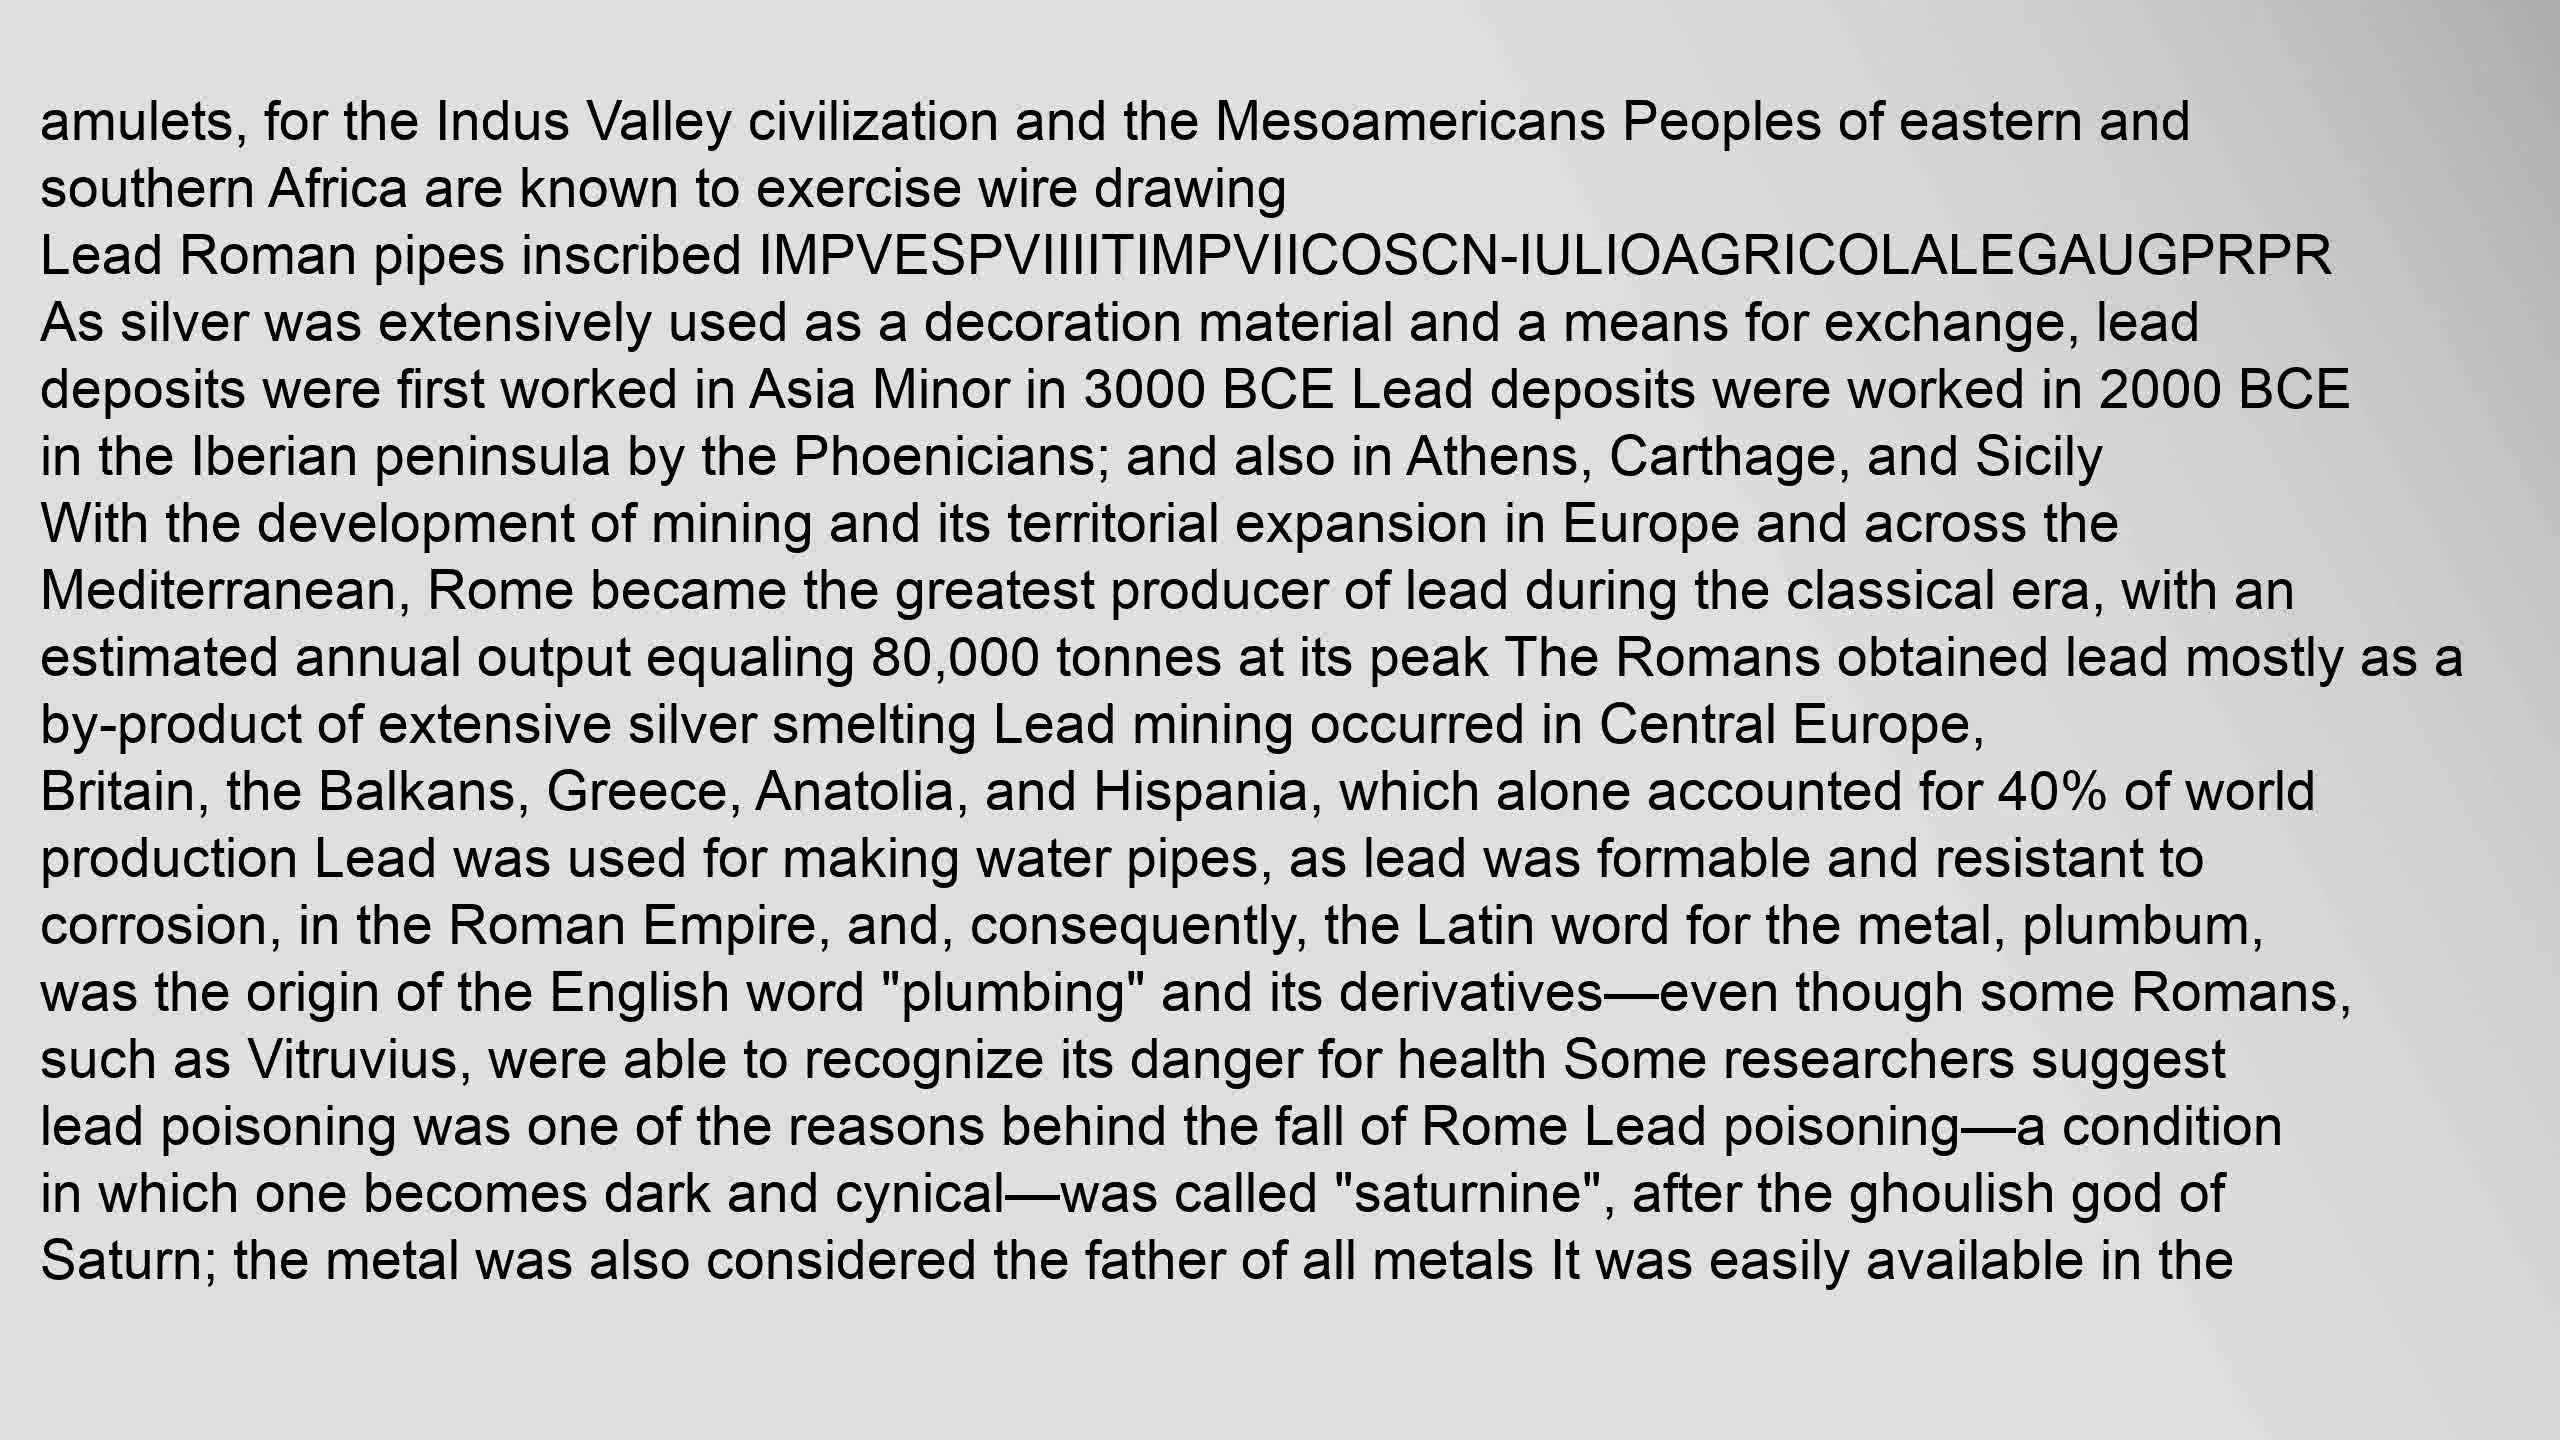 amulets, for the Indus Valley civilization and the Mesoamericans Peoples of eastern and
southern Africa are known to exercise wire drawing
Lead Roman pipes inscribed IMPVESPVIIIITIMPVIICOSCN-IULIOAGRICOLALEGAUGPRPR
As silver was extensively used as a decoration material and a means for exchange, lead
deposits were first worked in Asia Minor in 3000 BCE Lead deposits were worked in 2000 BCE
in the Iberian peninsula by the Phoenicians; and also in Athens, Carthage, and Sicily
With the development of mining and its territorial expansion in Europe and across the
Mediterranean, Rome became the greatest producer of lead during the classical era, with an
estimated annual output equaling 80,000 tonnes at its peak The Romans obtained lead mostly as a
by-product of extensive silver smelting Lead mining occurred in Central Europe,
Britain, the Balkans, Greece, Anatolia, and Hispania, which alone accounted for 40% of world
production Lead was used for making water pipes, as lead was formable and resistant to
corrosion, in the Roman Empire, and, consequently, the Latin word for the metal, plumbum,
was the origin of the English word "plumbing" and its derivatives—even though some Romans,
such as Vitruvius, were able to recognize its danger for health Some researchers suggest
lead poisoning was one of the reasons behind the fall of Rome Lead poisoning—a condition
in which one becomes dark and cynical—was called "saturnine", after the ghoulish god of
Saturn; the metal was also considered the father of all metals It was easily available in the